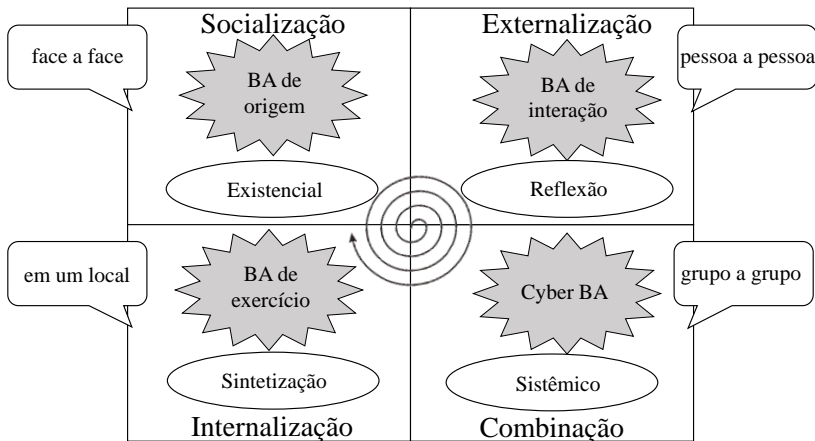 Socialização
Externalização
face a face
BA de
origem
BA de
interação
pessoa a pessoa
Existencial
Reflexão
em um local
BA de
exercício
Cyber BA
grupo a grupo
Sintetização
Sistêmico
Internalização
Combinação